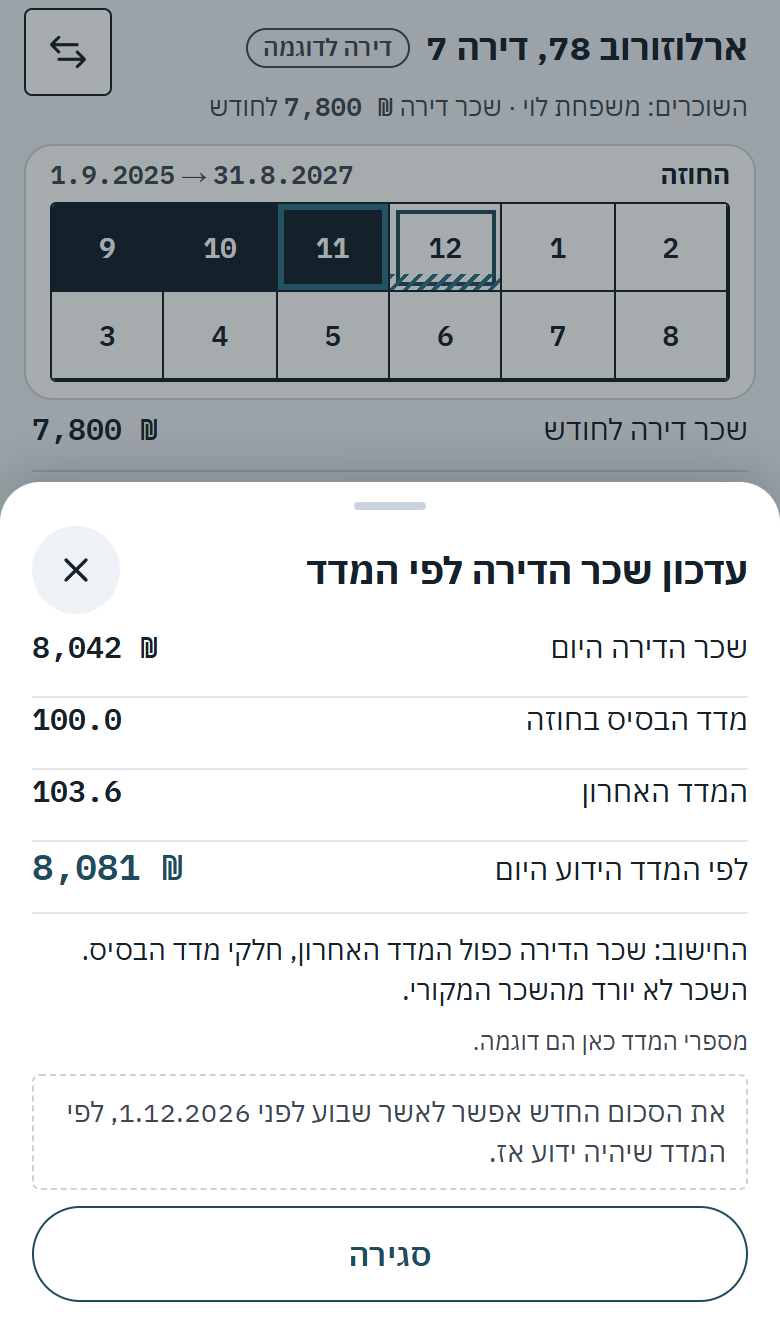 ארלוזורוב 78, דירה 7 דירה לדוגמה
השוכרים: משפחת לוי · שכר דירה ₪ 7,800 לחודש
החוזה 1.9.2025 → 31.8.2027
9 10 11 12 1 2
3 4 5 6 7 8
שכר דירה לחודש ₪ 7,800
עדכון שכר הדירה לפי המדד
שכר הדירה היום ₪ 8,042
מדד הבסיס בחוזה 100.0
המדד האחרון 103.6
לפי המדד הידוע היום ₪ 8,081
החישוב: שכר הדירה כפול המדד האחרון, חלקי מדד הבסיס.
השכר לא יורד מהשכר המקורי.
מספרי המדד כאן הם דוגמה.
את הסכום החדש אפשר לאשר שבוע לפני 1.12.2026, לפי
המדד שיהיה ידוע אז.
סגירה